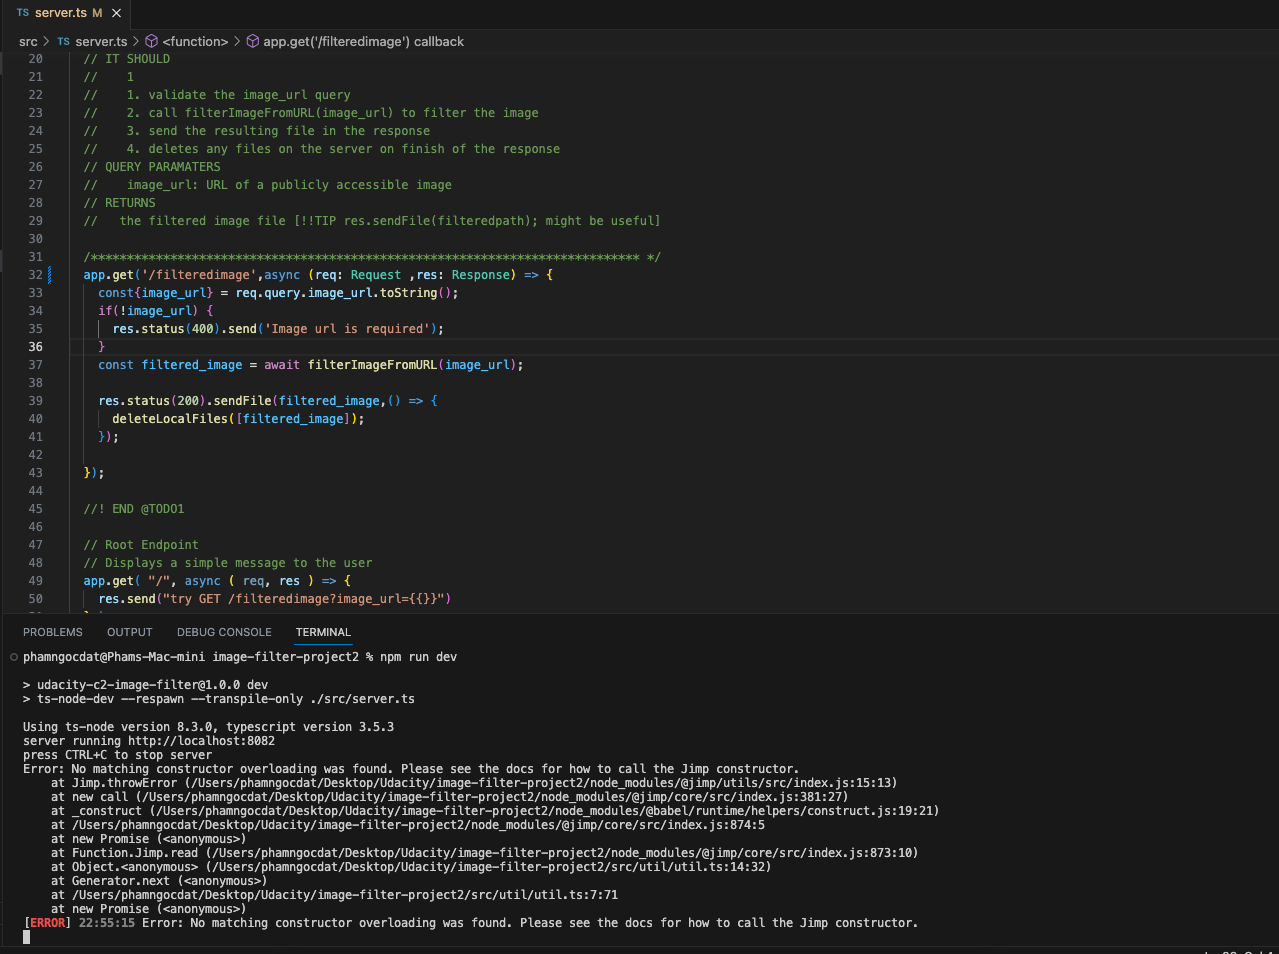 TS server.ts M
src > TS server.ts > <function> > app.get('/filteredimage') callback
20 // IT SHOULD
21 //    1
22 //    1. validate the image_url query
23 //    2. call filterImageFromURL(image_url) to filter the image
24 //    3. send the resulting file in the response
25 //    4. deletes any files on the server on finish of the response
26 // QUERY PARAMATERS
27 //    image_url: URL of a publicly accessible image
28 // RETURNS
29 //   the filtered image file [!!TIP res.sendFile(filteredpath); might be useful]
30
31 /**************************************************************************** */
32 app.get('/filteredimage',async (req: Request ,res: Response) => {
33   const{image_url} = req.query.image_url.toString();
34   if(!image_url) {
35     res.status(400).send('Image url is required');
36   }
37   const filtered_image = await filterImageFromURL(image_url);
38
39   res.status(200).sendFile(filtered_image,() => {
40     deleteLocalFiles([filtered_image]);
41   });
42
43 });
44
45 //! END @TODO1
46
47 // Root Endpoint
48 // Displays a simple message to the user
49 app.get( "/", async ( req, res ) => {
50   res.send("try GET /filteredimage?image_url={{}}")
PROBLEMS OUTPUT DEBUG CONSOLE TERMINAL
phamngocdat@Phams-Mac-mini image-filter-project2 % npm run dev
> udacity-c2-image-filter@1.0.0 dev
> ts-node-dev --respawn --transpile-only ./src/server.ts
Using ts-node version 8.3.0, typescript version 3.5.3
server running http://localhost:8082
press CTRL+C to stop server
Error: No matching constructor overloading was found. Please see the docs for how to call the Jimp constructor.
    at Jimp.throwError (/Users/phamngocdat/Desktop/Udacity/image-filter-project2/node_modules/@jimp/utils/src/index.js:15:13)
    at new call (/Users/phamngocdat/Desktop/Udacity/image-filter-project2/node_modules/@jimp/core/src/index.js:381:27)
    at _construct (/Users/phamngocdat/Desktop/Udacity/image-filter-project2/node_modules/@babel/runtime/helpers/construct.js:19:21)
    at /Users/phamngocdat/Desktop/Udacity/image-filter-project2/node_modules/@jimp/core/src/index.js:874:5
    at new Promise (<anonymous>)
    at Function.Jimp.read (/Users/phamngocdat/Desktop/Udacity/image-filter-project2/node_modules/@jimp/core/src/index.js:873:10)
    at Object.<anonymous> (/Users/phamngocdat/Desktop/Udacity/image-filter-project2/src/util/util.ts:14:32)
    at Generator.next (<anonymous>)
    at /Users/phamngocdat/Desktop/Udacity/image-filter-project2/src/util/util.ts:7:71
    at new Promise (<anonymous>)
[ERROR] 22:55:15 Error: No matching constructor overloading was found. Please see the docs for how to call the Jimp constructor.